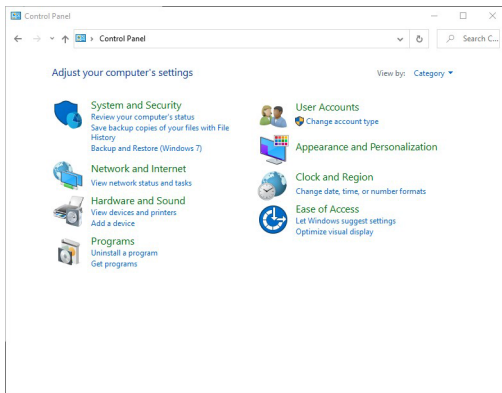 Control Panel
Control Panel
Search C...
Adjust your computer's settings
View by: Category
System and Security
Review your computer's status
Save backup copies of your files with File
History
Backup and Restore (Windows 7)
Network and Internet
View network status and tasks
Hardware and Sound
View devices and printers
Add a device
Programs
Uninstall a program
Get programs
User Accounts
Change account type
Appearance and Personalization
Clock and Region
Change date, time, or number formats
Ease of Access
Let Windows suggest settings
Optimize visual display